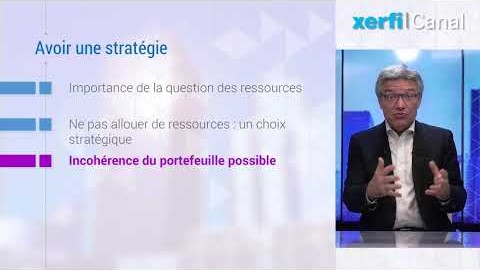 xerfi Canal
Avoir une stratégie
Importance de la question des ressources
Ne pas allouer de ressources : un choix
stratégique
Incohérence du portefeuille possible